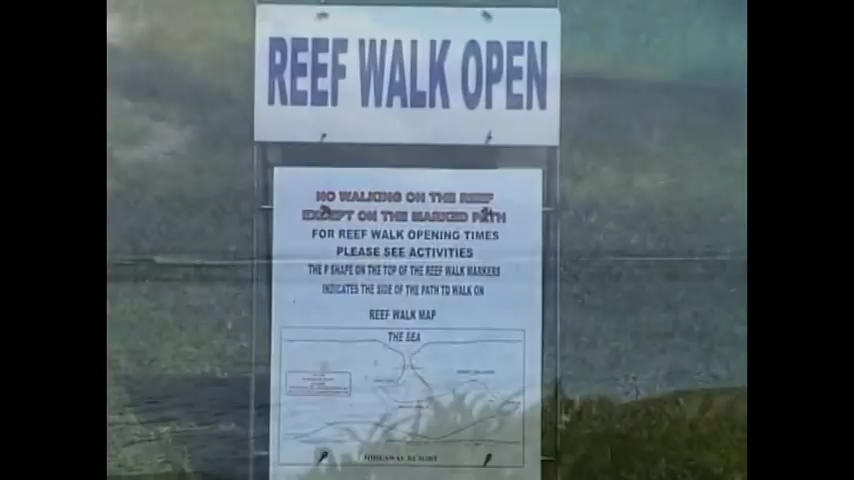 REEF WALK OPEN
NO WALKING ON THE REEF
EXCEPT ON THE MARKED PATH
FOR REEF WALK OPENING TIMES
PLEASE SEE ACTIVITIES
THE P SHAPE ON THE TOP OF THE REEF WALK MARKERS
INDICATES THE SIDE OF THE PATH TO WALK ON
REEF WALK MAP
THE SEA
HIDEAWAY RESORT